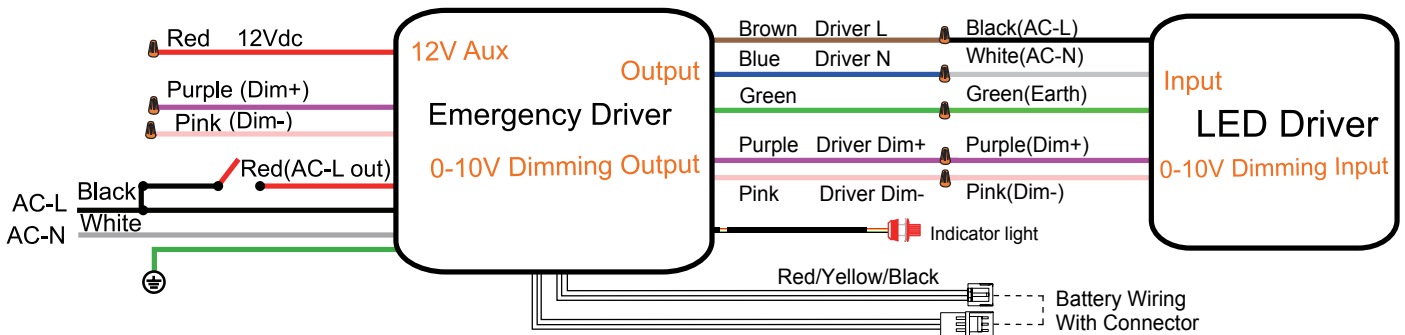 Red 12Vdc
Purple (Dim+)
Pink (Dim-)
Red(AC-L out)
Black
AC-L
White
AC-N
12V Aux
Output
Emergency Driver
0-10V Dimming Output
Brown Driver L
Blue Driver N
Green
Purple Driver Dim+
Pink Driver Dim-
Black(AC-L)
White(AC-N)
Green(Earth)
Purple(Dim+)
Pink(Dim-)
Indicator light
Input
LED Driver
0-10V Dimming Input
Red/Yellow/Black
Battery Wiring
With Connector